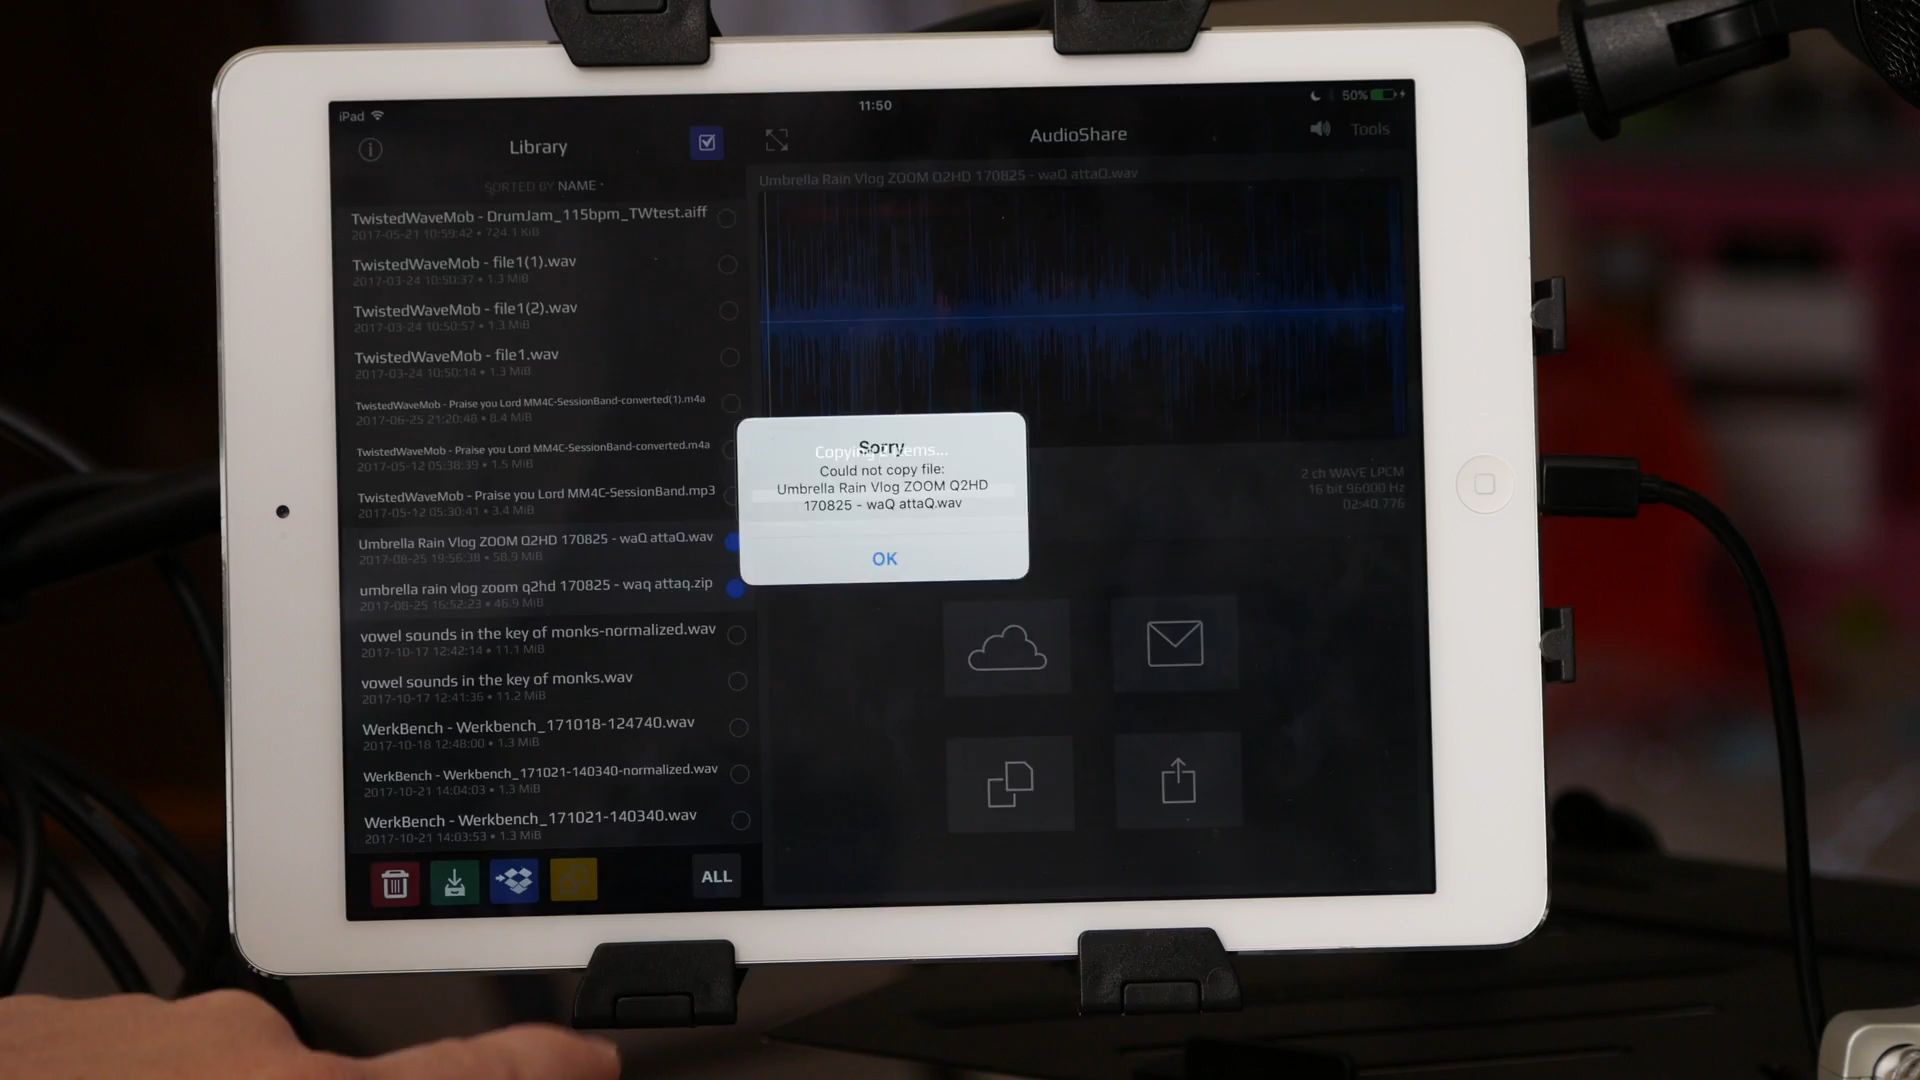 iPad
11:50
50%
Library
AudioShare
Tools
SORTED BY NAME
Umbrella Rain Vlog ZOOM Q2HD 170825 - waQ attaQ.wav
TwistedWaveMob - DrumJam_115bpm_TWtest.aiff
2017-05-21 10:59:42 • 724.1 KiB
TwistedWaveMob - file1(1).wav
2017-03-24 10:50:37 • 1.3 MiB
TwistedWaveMob - file1(2).wav
2017-03-24 10:50:57 • 1.3 MiB
TwistedWaveMob - file1.wav
2017-03-24 10:50:14 • 1.3 MiB
TwistedWaveMob - Praise you Lord MM4C-SessionBand-converted(1).m4a
2017-06-25 21:20:48 • 8.4 MiB
TwistedWaveMob - Praise you Lord MM4C-SessionBand-converted.m4a
2017-05-12 05:38:39 • 1.5 MiB
TwistedWaveMob - Praise you Lord MM4C-SessionBand.mp3
2017-05-12 05:30:41 • 3.4 MiB
Umbrella Rain Vlog ZOOM Q2HD 170825 - waQ attaQ.wav
2017-08-25 19:56:38 • 58.9 MiB
umbrella rain vlog zoom q2hd 170825 - waq attaq.zip
2017-08-25 16:52:23 • 46.9 MiB
vowel sounds in the key of monks-normalized.wav
2017-10-17 12:42:14 • 11.1 MiB
vowel sounds in the key of monks.wav
2017-10-17 12:41:36 • 11.2 MiB
WerkBench - Werkbench_171018-124740.wav
2017-10-18 12:48:00 • 1.3 MiB
WerkBench - Werkbench_171021-140340-normalized.wav
2017-10-21 14:04:03 • 1.3 MiB
WerkBench - Werkbench_171021-140340.wav
2017-10-21 14:03:53 • 1.3 MiB
ALL
Sorry
Copying 2 items...
Could not copy file:
Umbrella Rain Vlog ZOOM Q2HD
170825 - waQ attaQ.wav
OK
2 ch WAVE LPCM
16 bit 96000 Hz
02:40.776